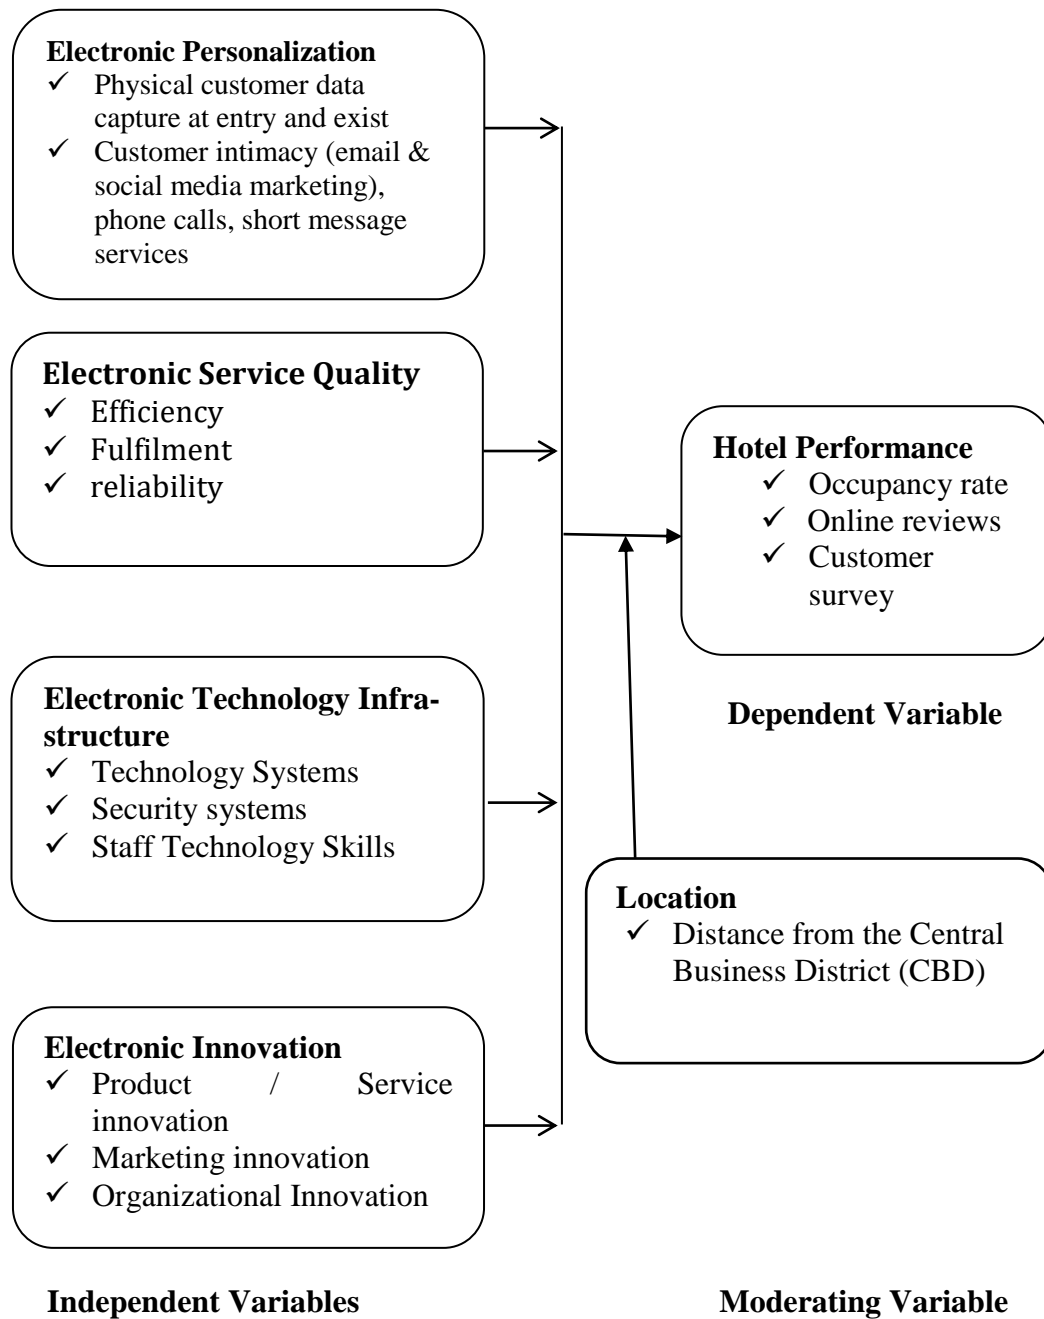 Electronic Personalization
✓ Physical customer data
capture at entry and exist
✓ Customer intimacy (email &
social media marketing),
phone calls, short message
services
Electronic Service Quality
✓ Efficiency
✓ Fulfilment
✓ reliability
Hotel Performance
✓ Occupancy rate
✓ Online reviews
✓ Customer
survey
Electronic Technology Infra-
structure
✓ Technology Systems
✓ Security systems
✓ Staff Technology Skills
Dependent Variable
Location
✓ Distance from the Central
Business District (CBD)
Electronic Innovation
✓ Product / Service
innovation
✓ Marketing innovation
✓ Organizational Innovation
Independent Variables
Moderating Variable